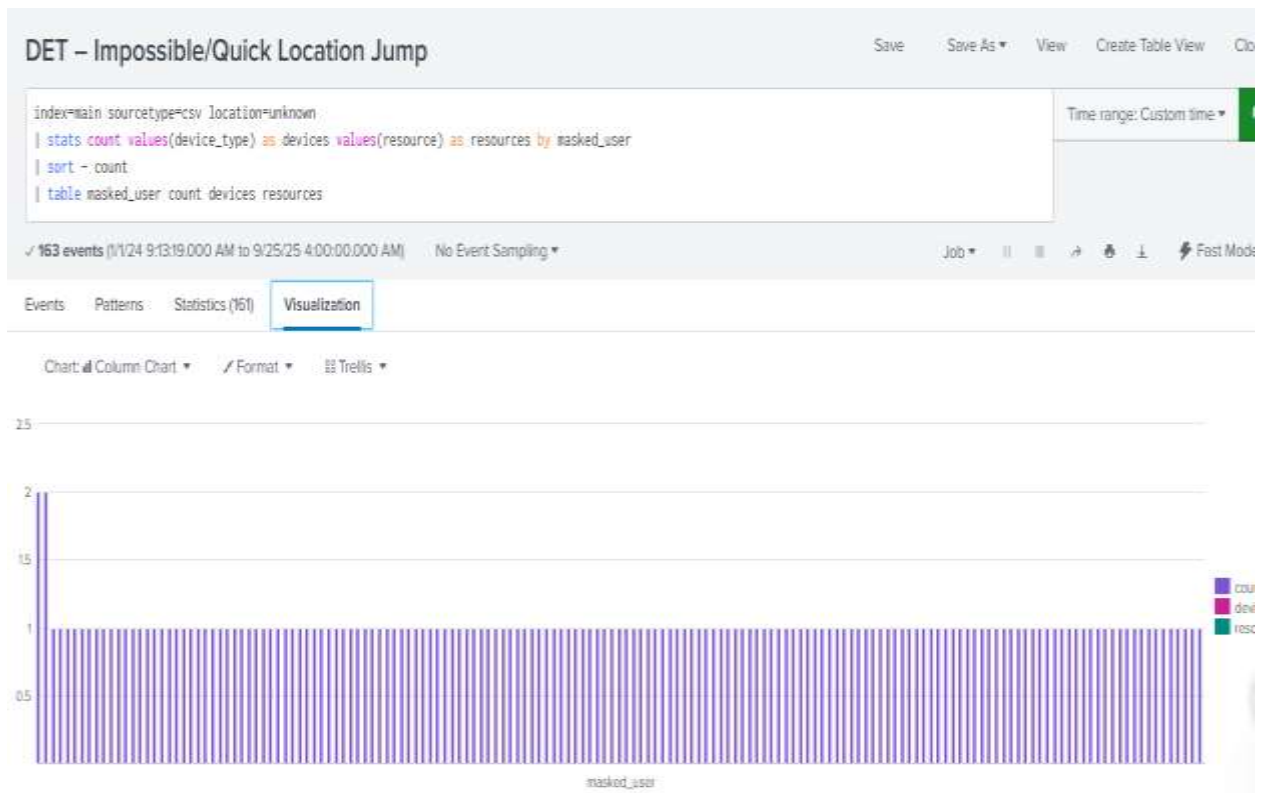 DET – Impossible/Quick Location Jump
Save Save As ▾ View Create Table View Clo
index=main sourcetype=csv location=unknown
| stats count values(device_type) as devices values(resource) as resources by masked_user
| sort - count
| table masked_user count devices resources
Time range: Custom time ▾
✓ 163 events (1/1/24 9:13:19.000 AM to 9/25/25 4:00:00.000 AM) No Event Sampling ▾ Job ▾ Fast Mode
Events Patterns Statistics (161) Visualization
Chart: Column Chart ▾ Format ▾ Trellis ▾
2.5
2
1.5
1
0.5
cou
devi
reso
masked_user